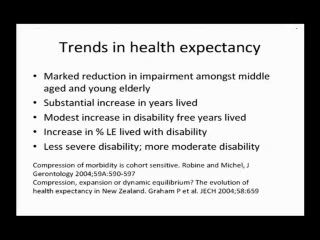 Trends in health expectancy
• Marked reduction in impairment amongst middle
aged and young elderly
• Substantial increase in years lived
• Modest increase in disability free years lived
• Increase in % LE lived with disability
• Less severe disability; more moderate disability
Compression of morbidity is cohort sensitive. Robine and Michel, J
Gerontology 2004;59A:590-597
Compression, expansion or dynamic equilibrium? The evolution of
health expectancy in New Zealand. Graham P et al. JECH 2004;58:659